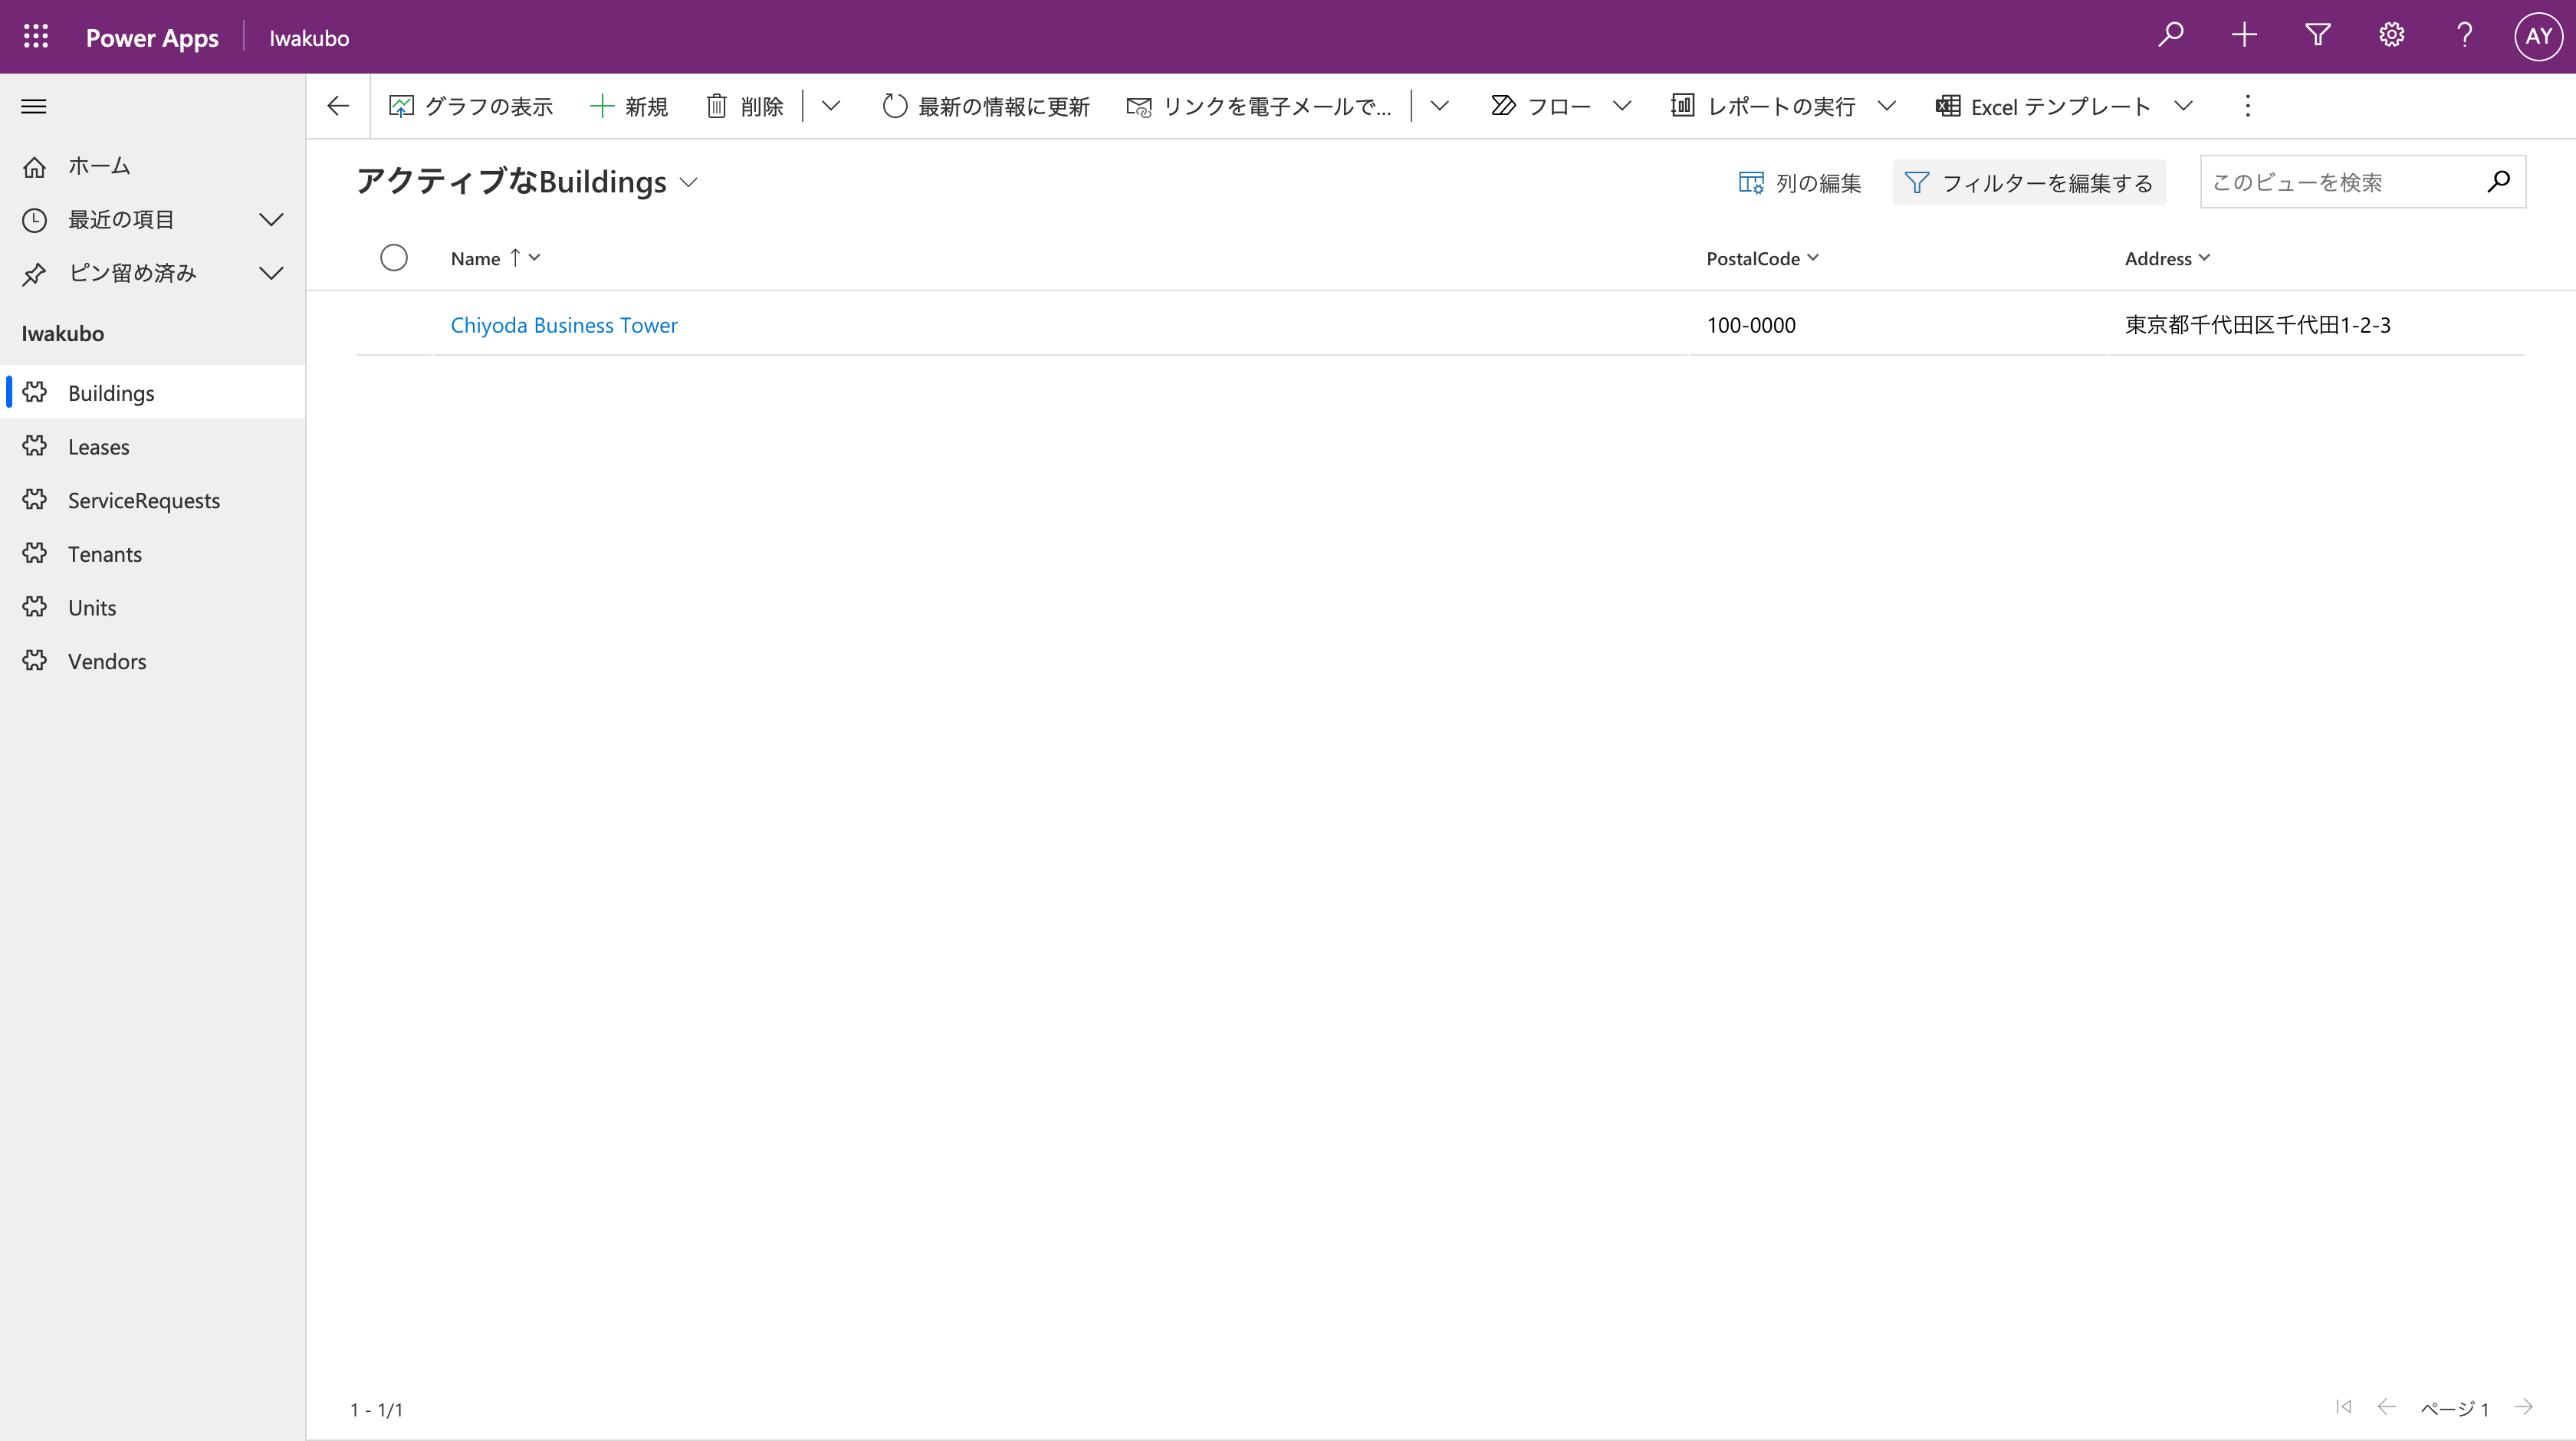 Power Apps Iwakubo AY
グラフの表示 新規 削除 最新の情報に更新 リンクを電子メールで... フロー レポートの実行 Excel テンプレート
ホーム
最近の項目
ピン留め済み
Iwakubo
Buildings
Leases
ServiceRequests
Tenants
Units
Vendors
アクティブなBuildings 列の編集 フィルターを編集する このビューを検索
Name PostalCode Address
Chiyoda Business Tower 100-0000 東京都千代田区千代田1-2-3
1 - 1/1 ページ 1